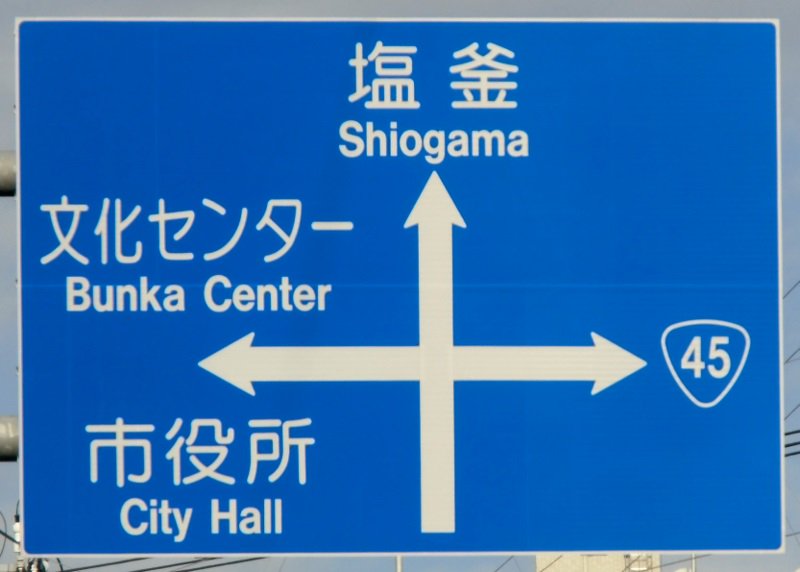 塩釜
Shiogama
文化センター
Bunka Center
45
市役所
City Hall